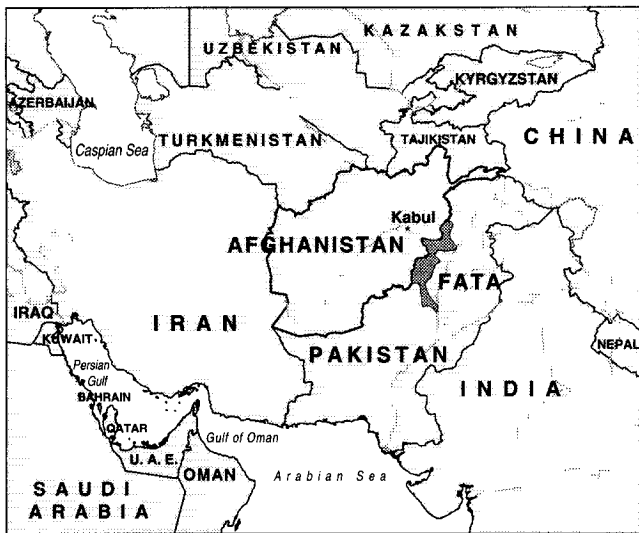 KAZAKSTAN
UZBEKISTAN
KYRGYZSTAN
AZERBAIJAN
TURKMENISTAN
TAJIKISTAN
CHINA
Caspian Sea
Kabul
AFGHANISTAN
FATA
IRAQ
IRAN
KUWAIT
PAKISTAN
NEPAL
Persian
Gulf
INDIA
BAHRAIN
QATAR
Gulf of Oman
U. A. E.
OMAN
Arabian Sea
SAUDI
ARABIA